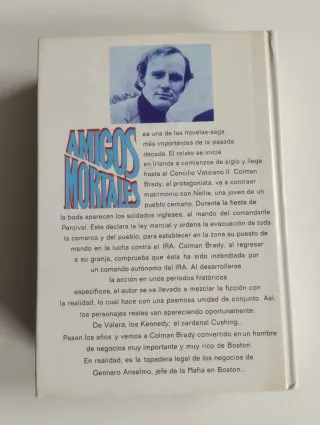 AMIGOS
MORTALES
es una de las novelas-saga
más importantes de la pasada
década. El relato se inicia
en Irlanda a comienzos de siglo y llega
hasta el Concilio Vaticano II. Colman
Brady, el protagonista, va a contraer
matrimonio con Nellie, una joven de un
pueblo cercano. Durante la fiesta de
la boda aparecen los soldados ingleses, al mando del comandante
Percival. Este declara la ley marcial y ordena la evacuación de toda
la comarca y del pueblo, para establecer en la zona su puesto de
mando en la lucha contra el IRA. Colman Brady, al regresar
a su granja, comprueba que ésta ha sido incendiada por
un comando autónomo del IRA. Al desarrollarse
la acción en unos periodos históricos
específicos, el autor se ve llevado a mezclar la ficción con
la realidad, lo cual hace con una pasmosa unidad de conjunto. Así,
los personajes reales van apareciendo oportunamente:
De Valera, los Kennedy, el cardenal Cushing...
Pasan los años y vemos a Colman Brady convertido en un hombre
de negocios muy importante y muy rico de Boston.
En realidad, es la tapadera legal de los negocios de
Gennaro Anselmo, jefe de la Mafia en Boston...